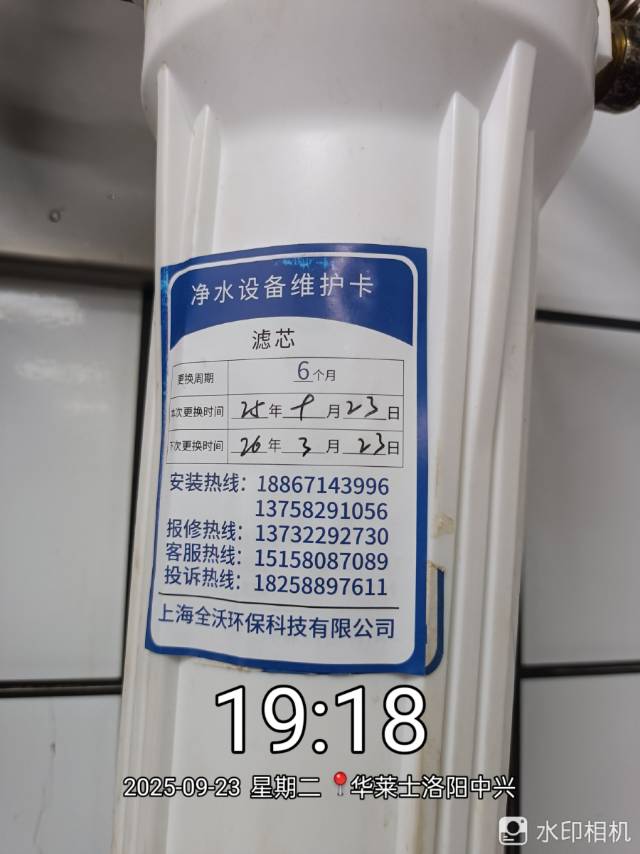 净水设备维护卡
滤芯
更换周期 6个月
本次更换时间 25年9月23日
下次更换时间 26年3月23日
安装热线：18867143996
13758291056
报修热线：13732292730
客服热线：15158087089
投诉热线：18258897611
上海全沃环保科技有限公司
19:18
2025-09-23 星期二 华莱士洛阳中兴
水印相机